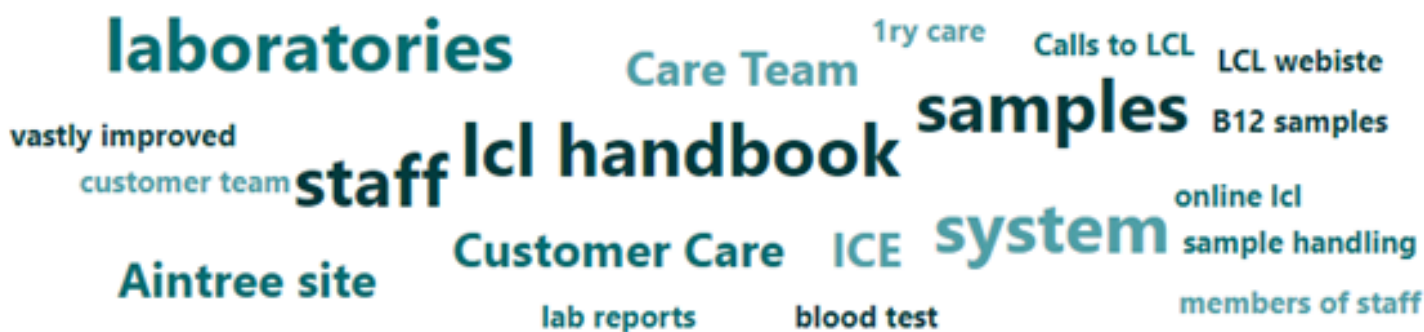 laboratories
Care Team
1ry care
Calls to LCL
LCL webiste
samples
B12 samples
vastly improved
lcl handbook
customer team
staff
online lcl
system
sample handling
Customer Care
ICE
Aintree site
members of staff
lab reports
blood test